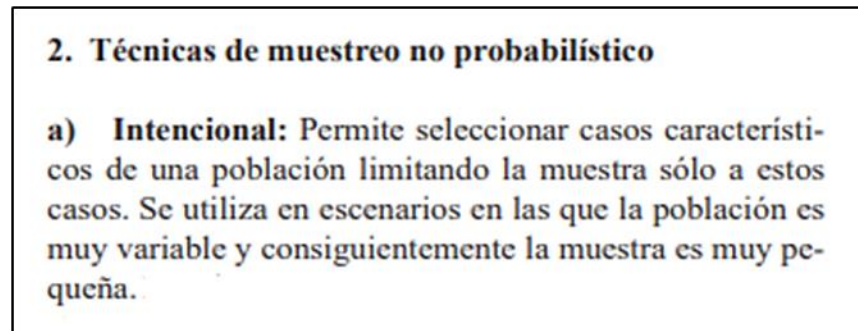 2. Técnicas de muestreo no probabilístico
a) Intencional: Permite seleccionar casos característi-
cos de una población limitando la muestra sólo a estos
casos. Se utiliza en escenarios en las que la población es
muy variable y consiguientemente la muestra es muy pe-
queña.